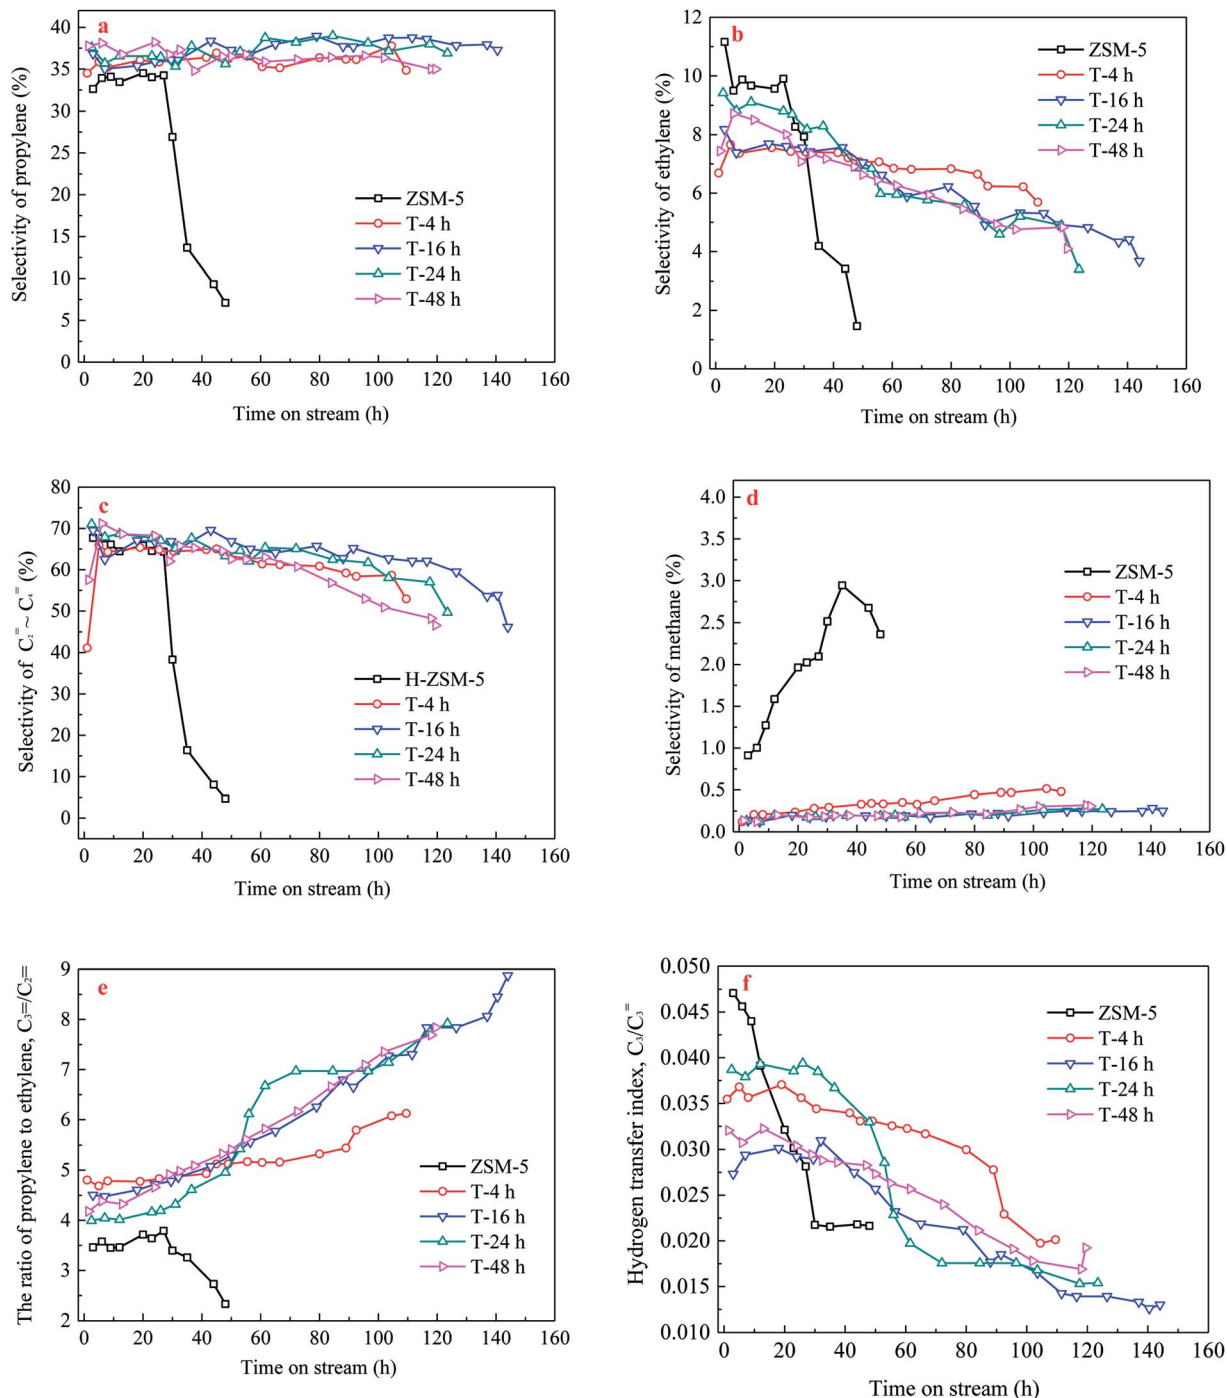 a
Selectivity of propylene (%)
40
35
30
25
20
15
10
5
0
ZSM-5
T-4 h
T-16 h
T-24 h
T-48 h
0 20 40 60 80 100 120 140 160
Time on stream (h)
b
Selectivity of ethylene (%)
12
10
8
6
4
2
0
ZSM-5
T-4 h
T-16 h
T-24 h
T-48 h
0 20 40 60 80 100 120 140 160
Time on stream (h)
c
Selectivity of C₂⁼ ~ C₄⁼ (%)
80
70
60
50
40
30
20
10
0
H-ZSM-5
T-4 h
T-16 h
T-24 h
T-48 h
0 20 40 60 80 100 120 140 160
Time on stream (h)
d
Selectivity of methane (%)
4.0
3.5
3.0
2.5
2.0
1.5
1.0
0.5
0.0
ZSM-5
T-4 h
T-16 h
T-24 h
T-48 h
0 20 40 60 80 100 120 140 160
Time on stream (h)
e
The ratio of propylene to ethylene, C₃=/C₂=
9
8
7
6
5
4
3
2
ZSM-5
T-4 h
T-16 h
T-24 h
T-48 h
0 20 40 60 80 100 120 140 160
Time on stream (h)
f
Hydrogen transfer index, C₃/C₃⁼
0.050
0.045
0.040
0.035
0.030
0.025
0.020
0.015
0.010
ZSM-5
T-4 h
T-16 h
T-24 h
T-48 h
0 20 40 60 80 100 120 140 160
Time on stream (h)